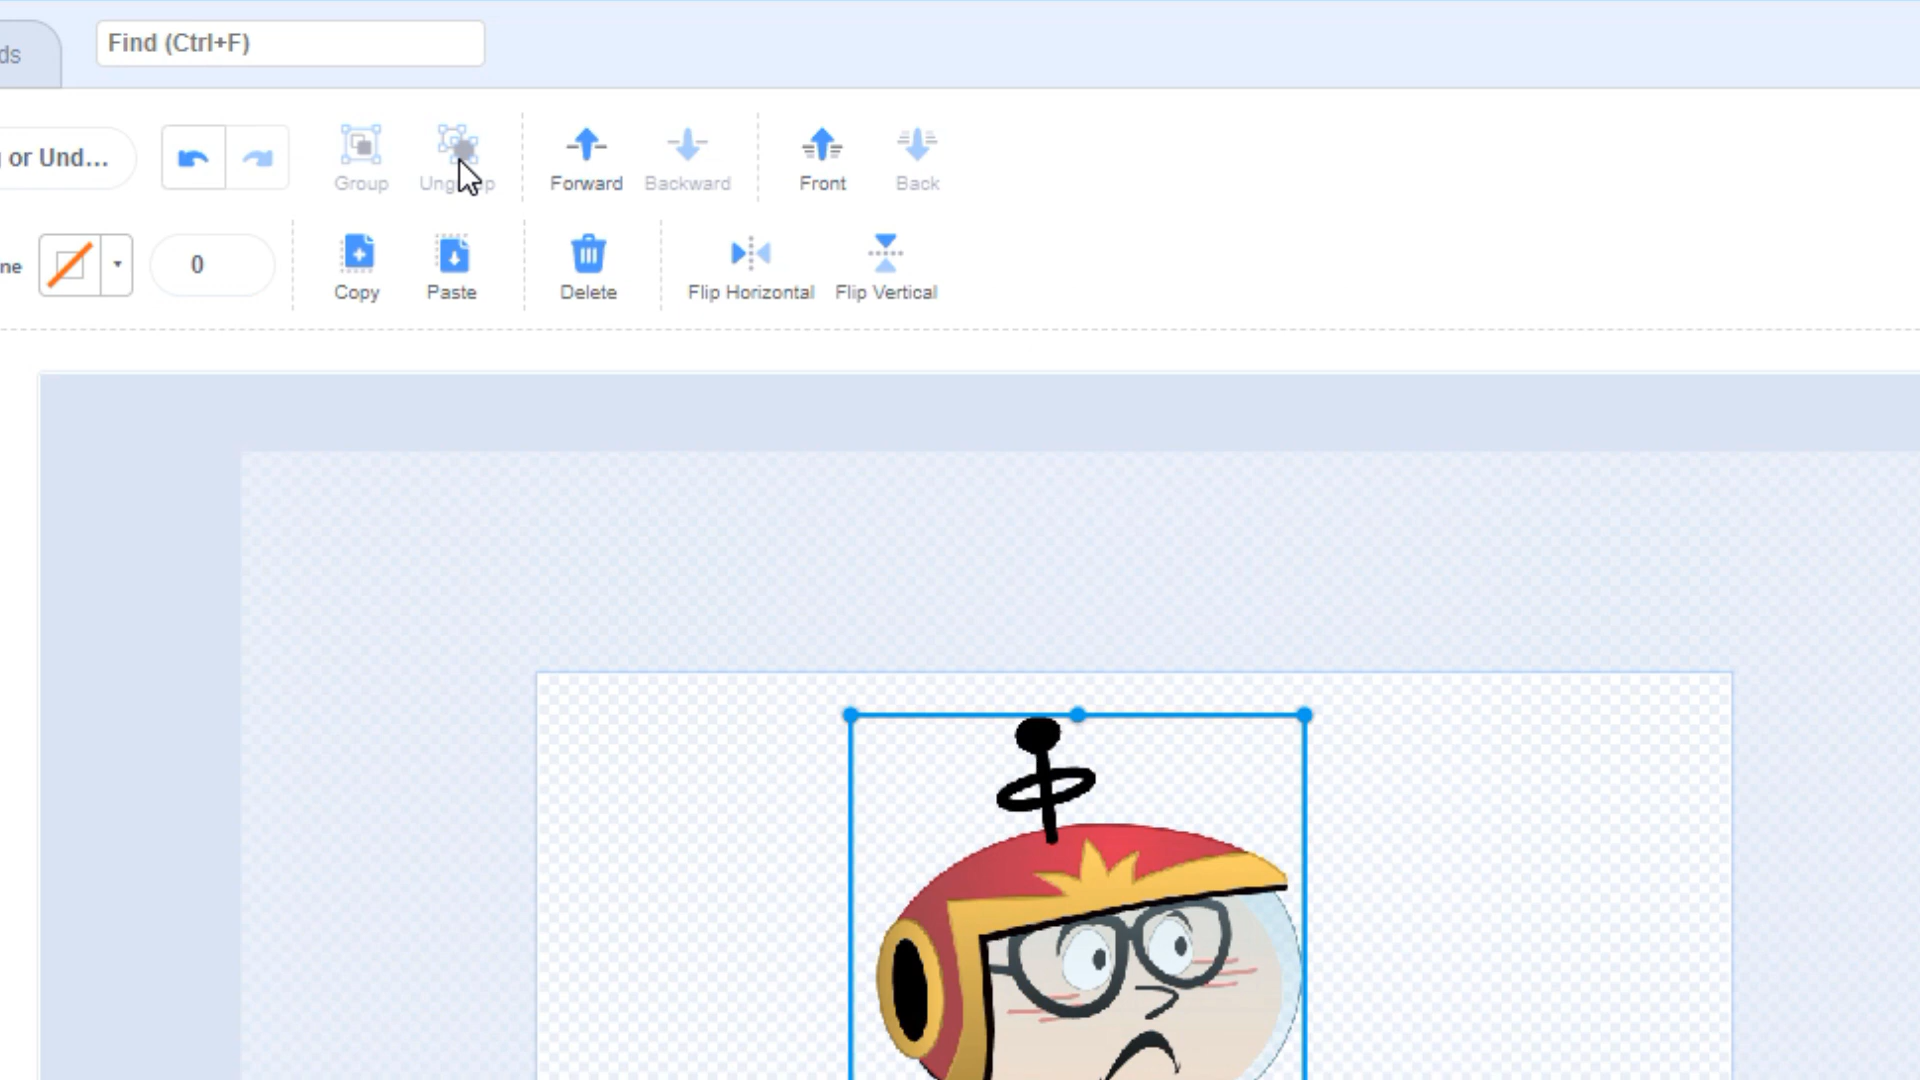 ds
Find (Ctrl+F)
or Und...
Group
Forward
Backward
Front
Back
ne
0
Copy
Paste
Delete
Flip Horizontal
Flip Vertical